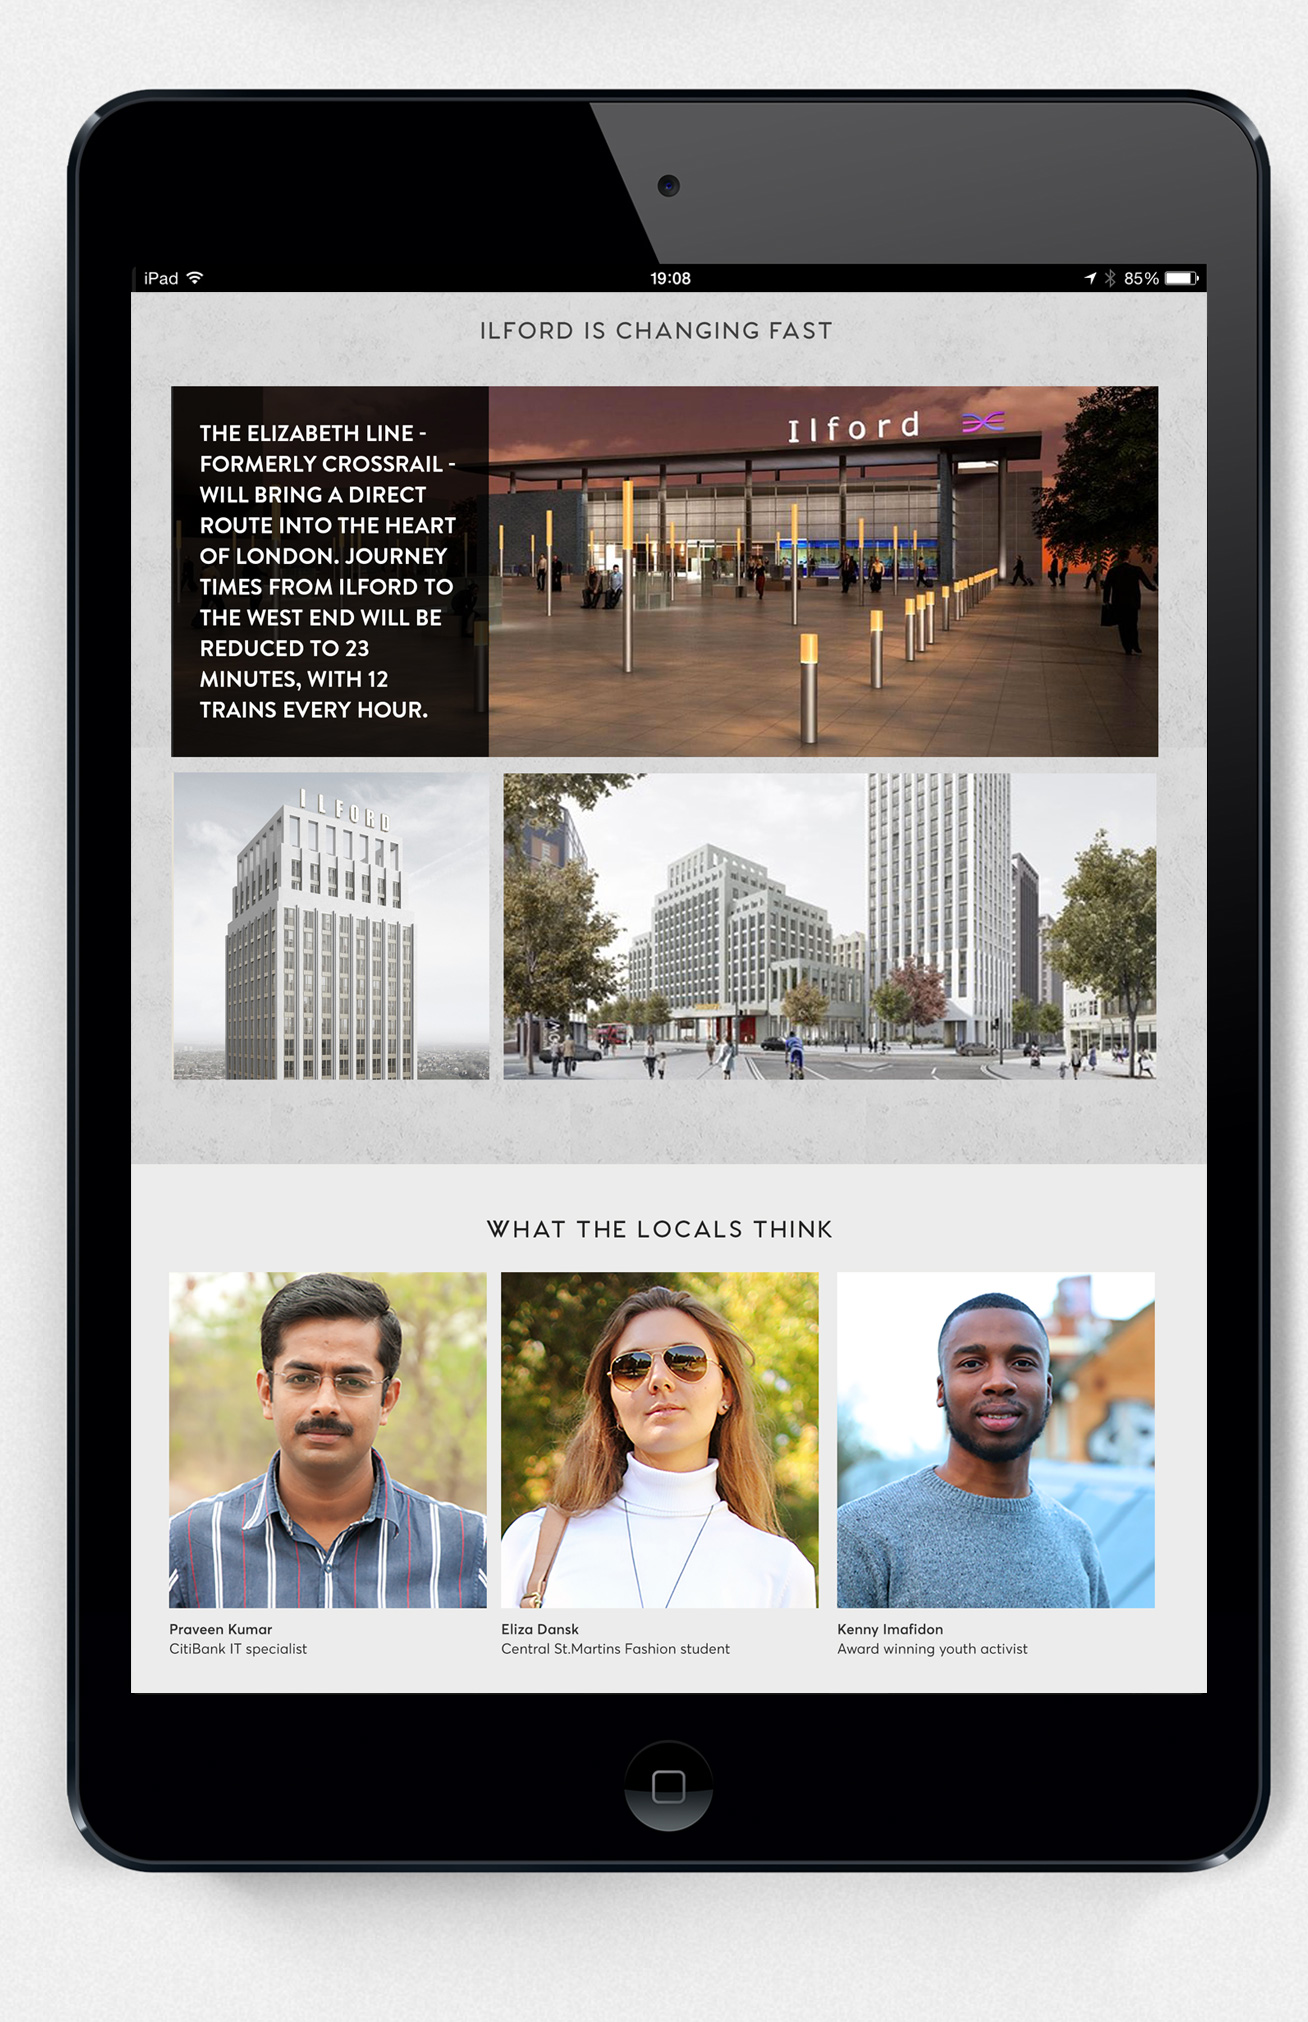 iPad
19:08
85%
ILFORD IS CHANGING FAST
THE ELIZABETH LINE -
FORMERLY CROSSRAIL -
WILL BRING A DIRECT
ROUTE INTO THE HEART
OF LONDON. JOURNEY
TIMES FROM ILFORD TO
THE WEST END WILL BE
REDUCED TO 23
MINUTES, WITH 12
TRAINS EVERY HOUR.
Ilford
ILFORD
WHAT THE LOCALS THINK
Praveen Kumar
CitiBank IT specialist
Eliza Dansk
Central St.Martins Fashion student
Kenny Imafidon
Award winning youth activist